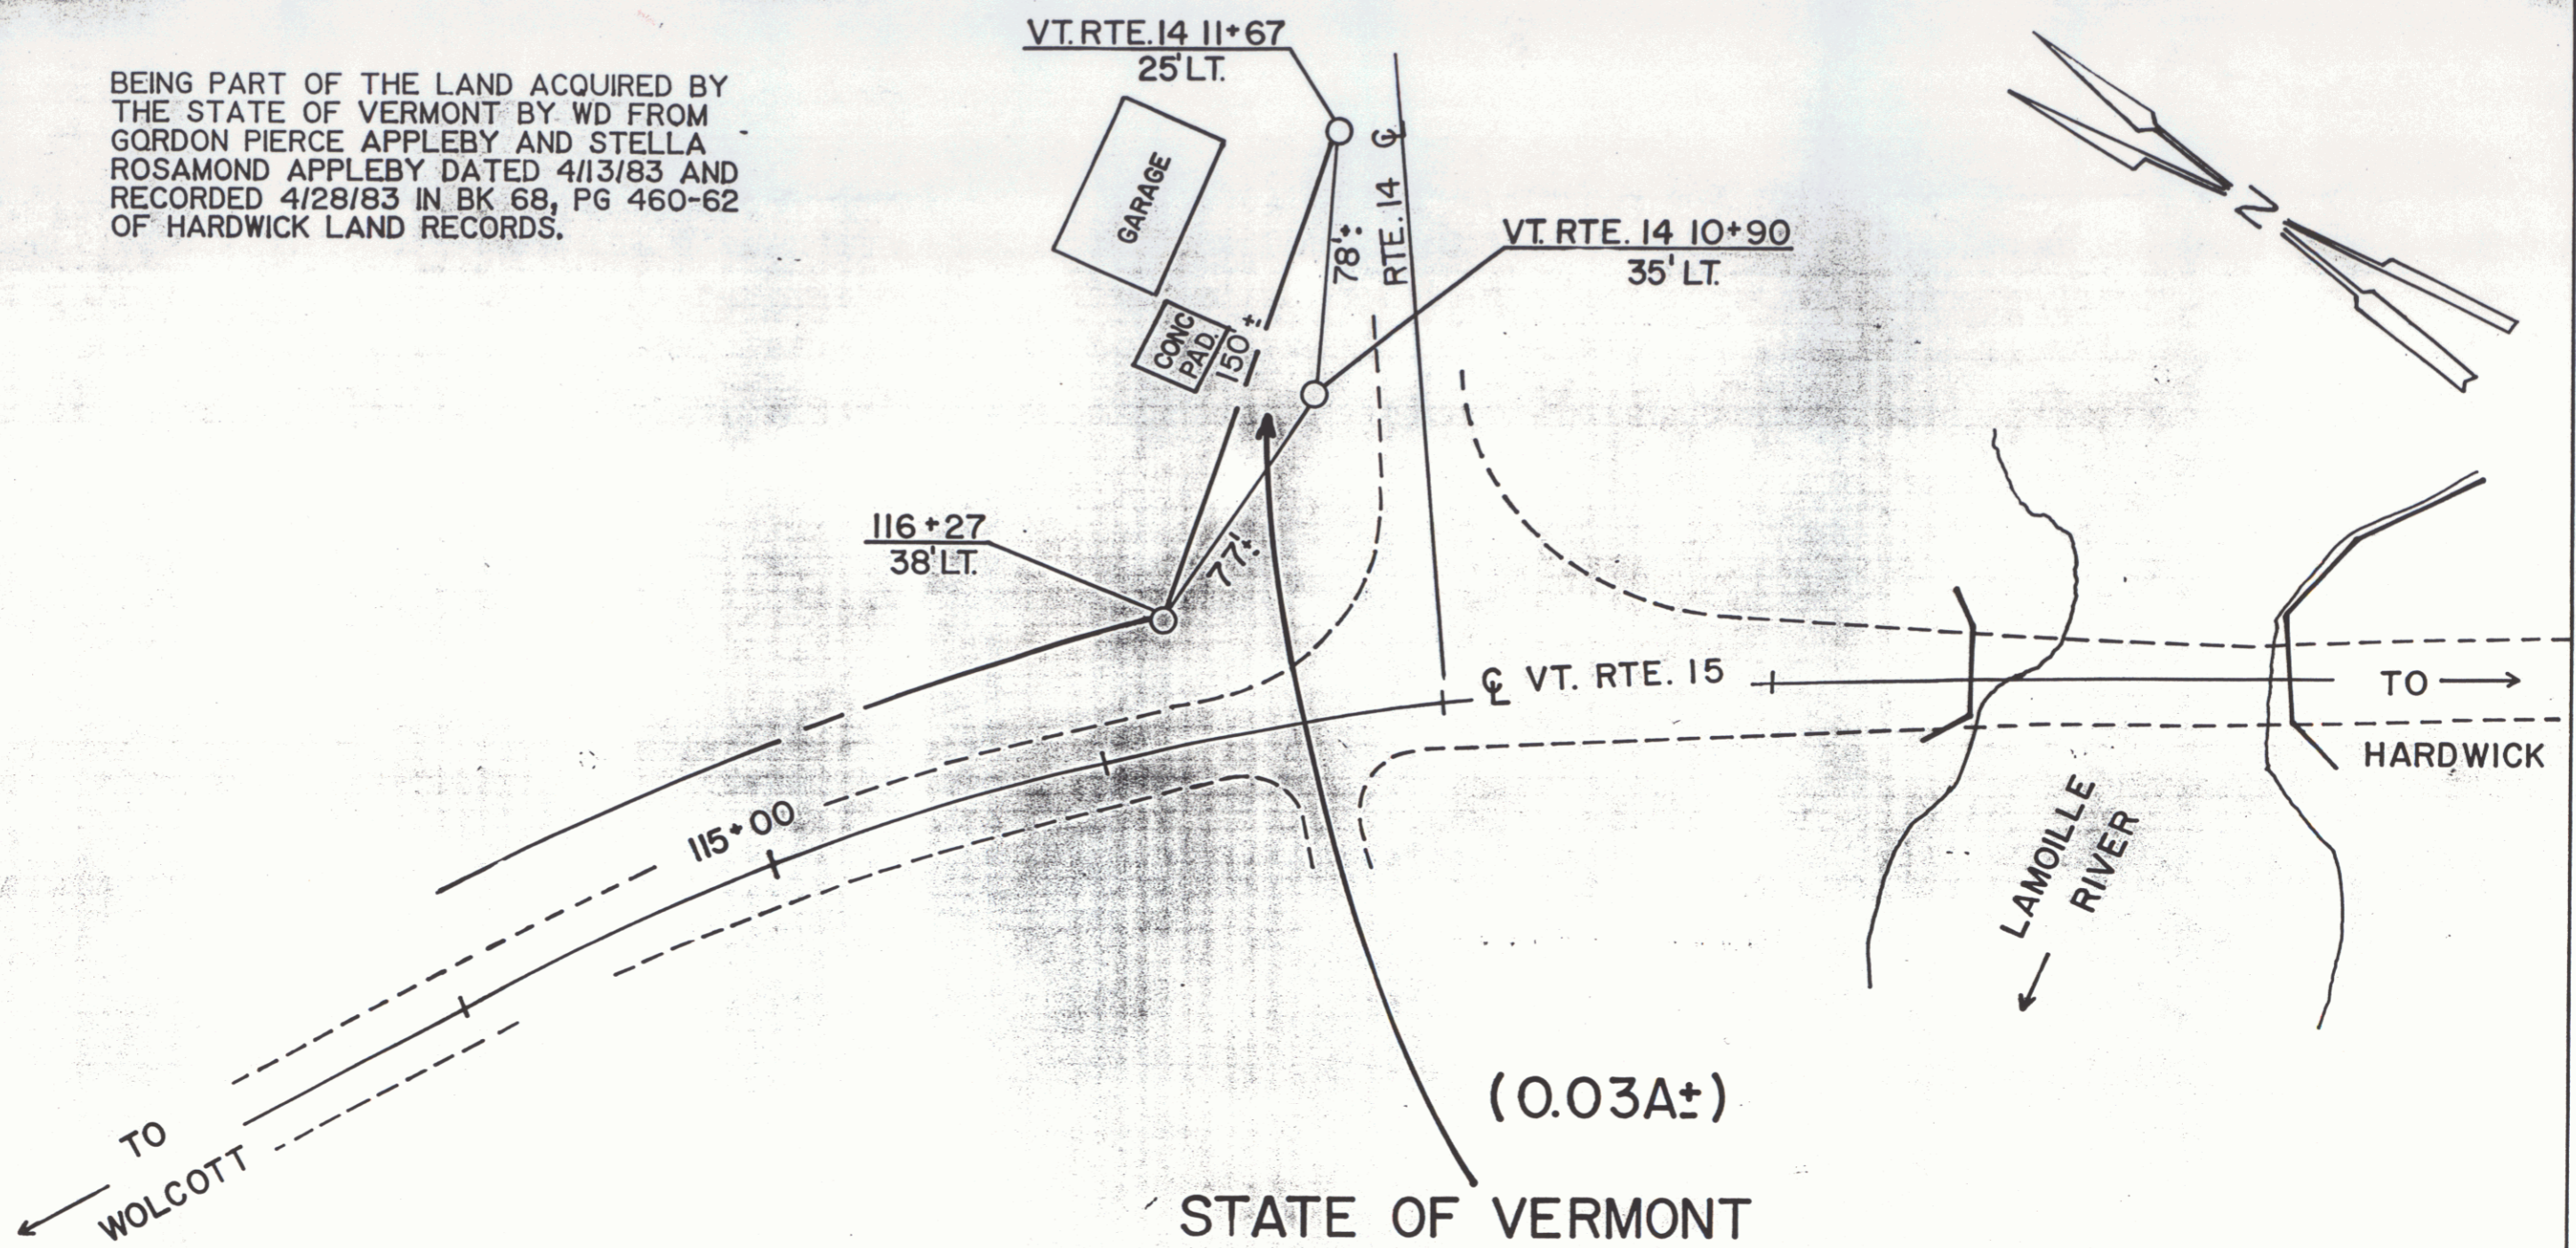 BEING PART OF THE LAND ACQUIRED BY
THE STATE OF VERMONT BY WD FROM
GORDON PIERCE APPLEBY AND STELLA
ROSAMOND APPLEBY DATED 4/13/83 AND
RECORDED 4/28/83 IN BK 68, PG 460-62
OF HARDWICK LAND RECORDS.
VT. RTE. 14 11+67
25' LT.
GARAGE
CONC
PAD.
150'±
78'±
RTE. 14 ℄
VT. RTE. 14 10+90
35' LT.
N
116+27
38' LT.
77'±
℄ VT. RTE. 15
TO
HARDWICK
115+00
LAMOILLE
RIVER
TO
WOLCOTT
(0.03A±)
STATE OF VERMONT